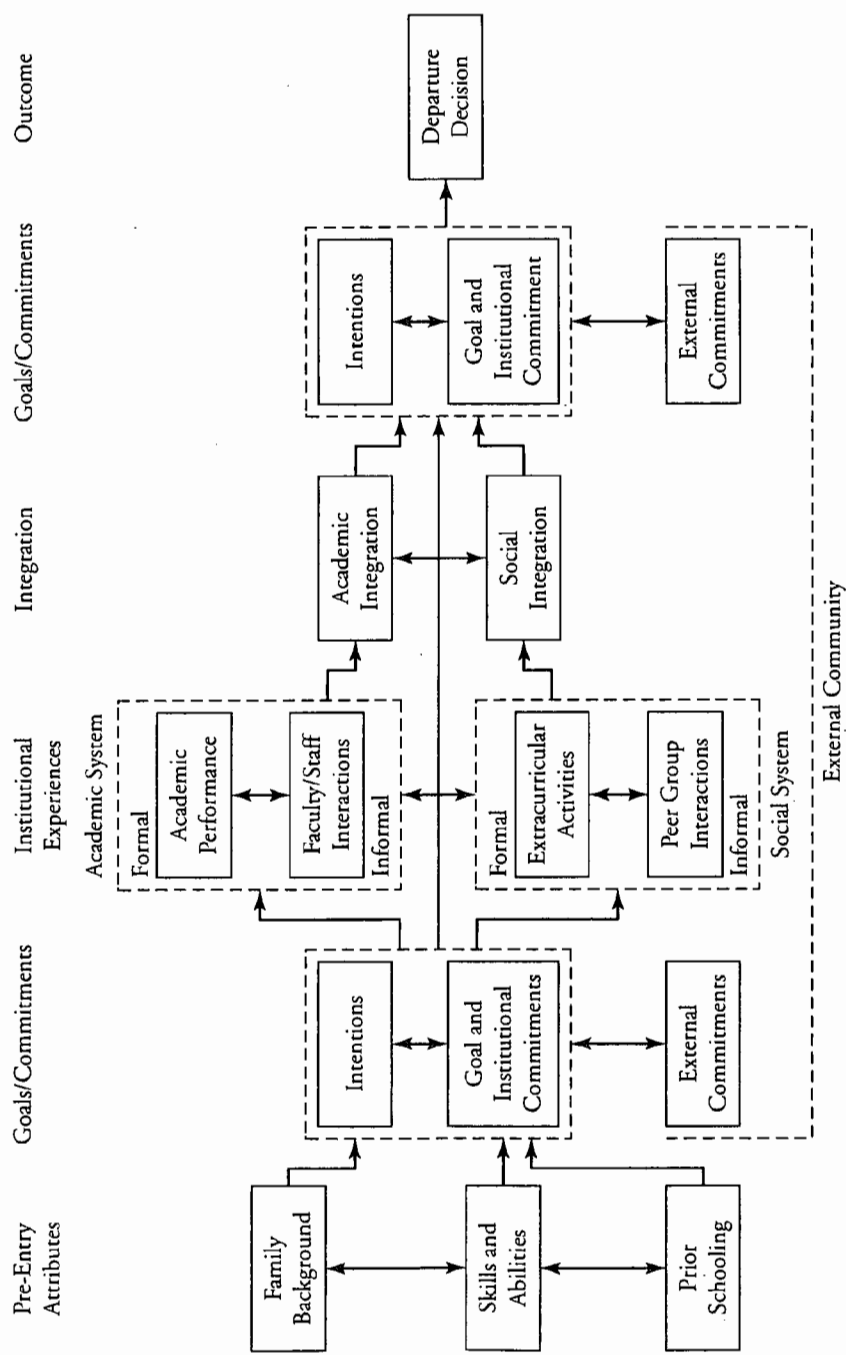 Pre-Entry
Attributes
Goals/Commitments
Institutional
Experiences
Integration
Goals/Commitments
Outcome
Family
Background
Skills and
Abilities
Prior
Schooling
Intentions
Goal and
Institutional
Commitments
External
Commitments
Academic System
Formal
Academic
Performance
Faculty/Staff
Interactions
Informal
Formal
Extracurricular
Activities
Peer Group
Interactions
Informal
Social System
Academic
Integration
Social
Integration
Intentions
Goal and
Institutional
Commitment
External
Commitments
Departure
Decision
External Community